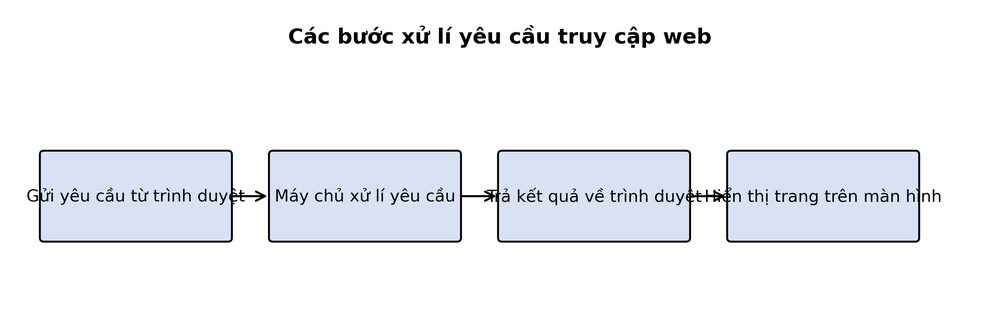 Các bước xử lí yêu cầu truy cập web
Gửi yêu cầu từ trình duyệt
Máy chủ xử lí yêu cầu
Trả kết quả về trình duyệt
Hiển thị trang trên màn hình